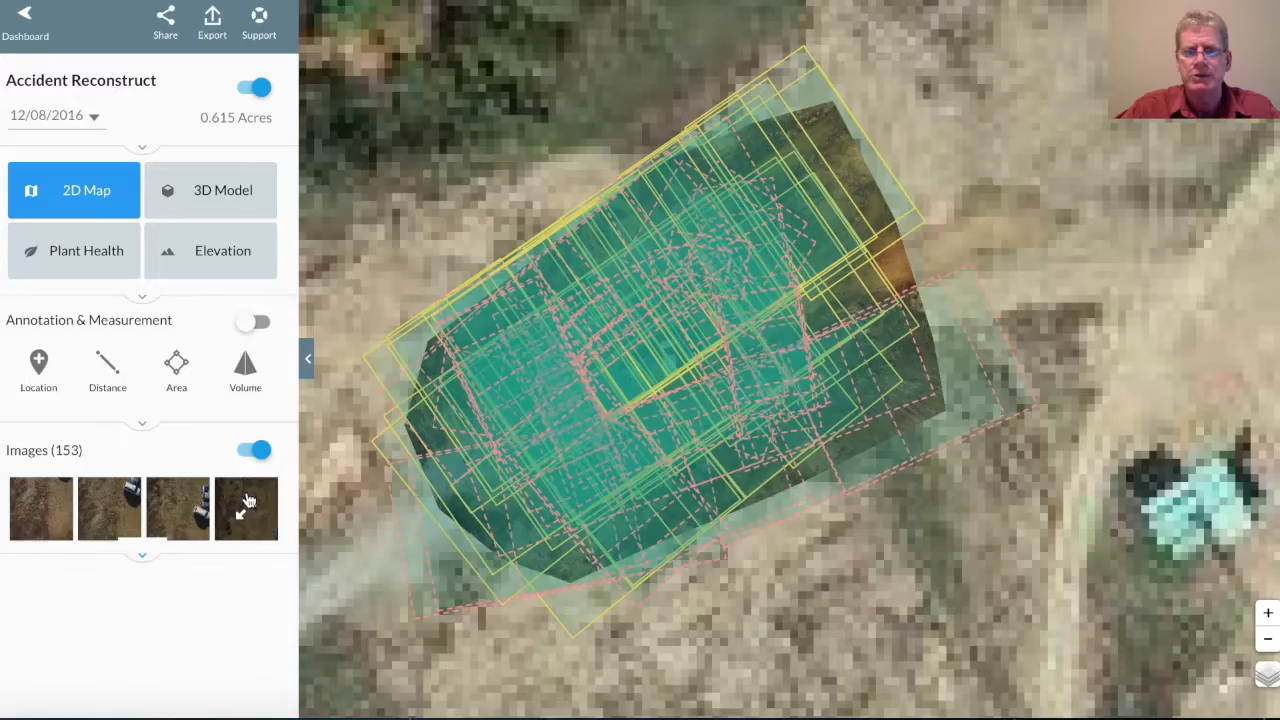 Dashboard
Share
Export
Support
Accident Reconstruct
12/08/2016
0.615 Acres
2D Map
3D Model
Plant Health
Elevation
Annotation & Measurement
Location
Distance
Area
Volume
Images (153)